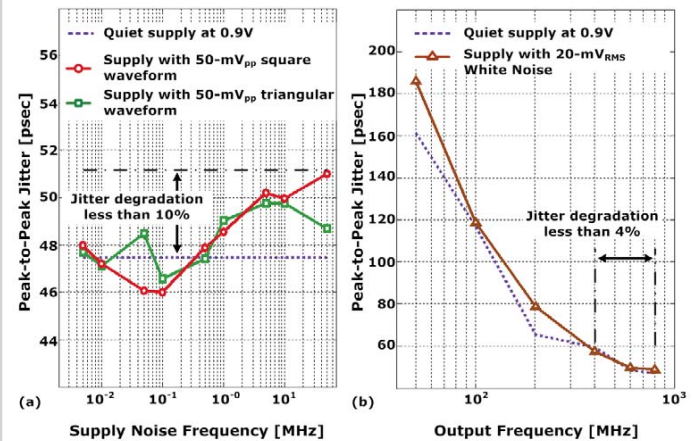 Peak-to-Peak Jitter [psec]
56
54
52
50
48
46
44
Quiet supply at 0.9V
Supply with 50-mVpp square
waveform
Supply with 50-mVpp triangular
waveform
Jitter degradation
less than 10%
10⁻² 10⁻¹ 10⁰ 10¹
(a)
Supply Noise Frequency [MHz]
Peak-to-Peak Jitter [psec]
220
200
180
160
140
120
100
80
60
Quiet supply at 0.9V
Supply with 20-mVRMS
White Noise
Jitter degradation
less than 4%
10² 10³
(b)
Output Frequency [MHz]